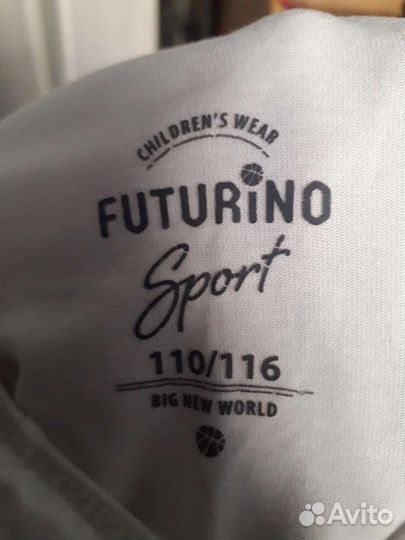 CHILDREN'S WEAR
FUTURiNO
Sport
110/116
BIG NEW WORLD
Avito